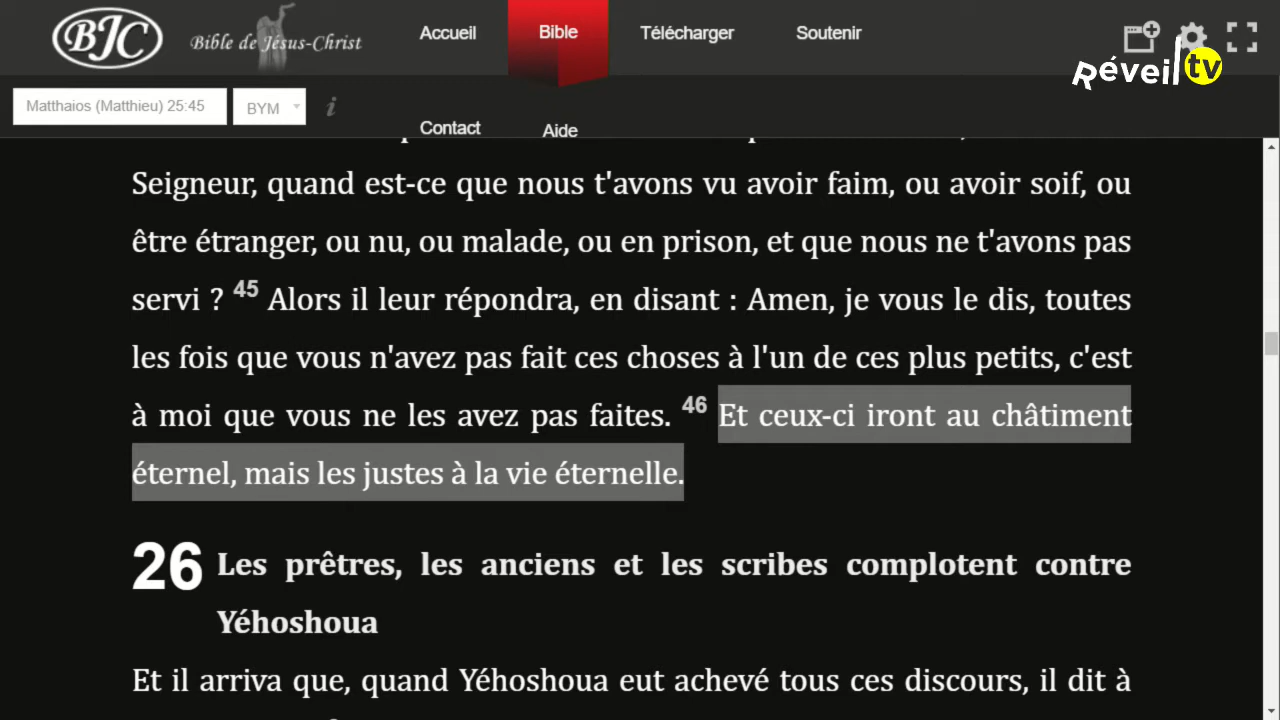 BJC
Bible de Jésus-Christ
Accueil
Bible
Télécharger
Soutenir
Réveil tv
Matthaios (Matthieu) 25:45
BYM
i
Contact
Aide
Seigneur, quand est-ce que nous t'avons vu avoir faim, ou avoir soif, ou
être étranger, ou nu, ou malade, ou en prison, et que nous ne t'avons pas
servi ? 45 Alors il leur répondra, en disant : Amen, je vous le dis, toutes
les fois que vous n'avez pas fait ces choses à l'un de ces plus petits, c'est
à moi que vous ne les avez pas faites. 46 Et ceux-ci iront au châtiment
éternel, mais les justes à la vie éternelle.
26 Les prêtres, les anciens et les scribes complotent contre
Yéhoshoua
Et il arriva que, quand Yéhoshoua eut achevé tous ces discours, il dit à